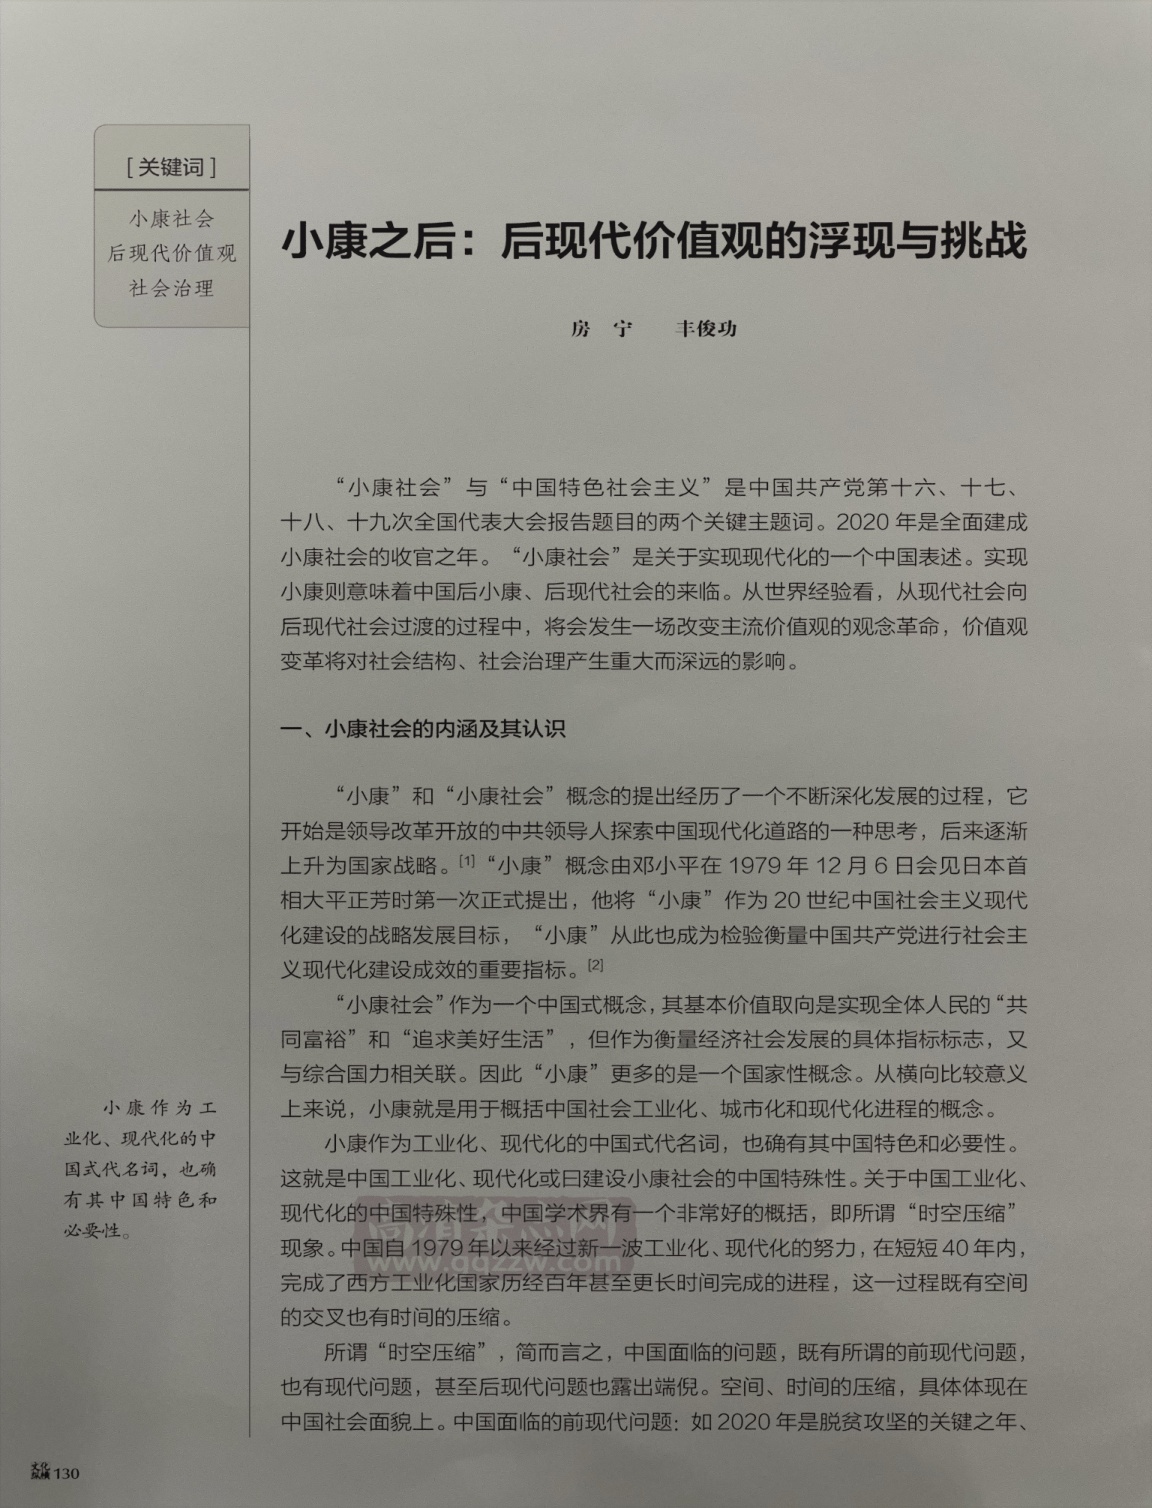 [关键词]
小康社会
后现代价值观
社会治理
小康之后：后现代价值观的浮现与挑战
房 宁 丰俊功
“小康社会”与“中国特色社会主义”是中国共产党第十六、十七、
十八、十九次全国代表大会报告题目的两个关键主题词。2020 年是全面建成
小康社会的收官之年。“小康社会”是关于实现现代化的一个中国表述。实现
小康则意味着中国后小康、后现代社会的来临。从世界经验看，从现代社会向
后现代社会过渡的过程中，将会发生一场改变主流价值观的观念革命，价值观
变革将对社会结构、社会治理产生重大而深远的影响。
一、小康社会的内涵及其认识
“小康”和“小康社会”概念的提出经历了一个不断深化发展的过程，它
开始是领导改革开放的中共领导人探索中国现代化道路的一种思考，后来逐渐
上升为国家战略。[1]“小康”概念由邓小平在 1979 年 12 月 6 日会见日本首
相大平正芳时第一次正式提出，他将“小康”作为 20 世纪中国社会主义现代
化建设的战略发展目标，“小康”从此也成为检验衡量中国共产党进行社会主
义现代化建设成效的重要指标。[2]
“小康社会”作为一个中国式概念，其基本价值取向是实现全体人民的“共
同富裕”和“追求美好生活”，但作为衡量经济社会发展的具体指标标志，又
与综合国力相关联。因此“小康”更多的是一个国家性概念。从横向比较意义
上来说，小康就是用于概括中国社会工业化、城市化和现代化进程的概念。
小康作为工业化、现代化的中国式代名词，也确有其中国特色和必要性。
这就是中国工业化、现代化或曰建设小康社会的中国特殊性。关于中国工业化、
现代化的中国特殊性，中国学术界有一个非常好的概括，即所谓“时空压缩”
现象。中国自 1979 年以来经过新一波工业化、现代化的努力，在短短 40 年内，
完成了西方工业化国家历经百年甚至更长时间完成的进程，这一过程既有空间
的交叉也有时间的压缩。
所谓“时空压缩”，简而言之，中国面临的问题，既有所谓的前现代问题，
也有现代问题，甚至后现代问题也露出端倪。空间、时间的压缩，具体体现在
中国社会面貌上。中国面临的前现代问题：如 2020 年是脱贫攻坚的关键之年、
小康作为工
业化、现代化的中
国式代名词，也确
有其中国特色和
必要性。
高清杂志网
www.gqzzw.com
文化
纵横 130